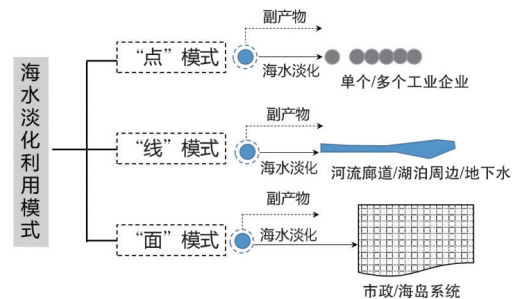 海水淡化利用模式
“点”模式
副产物
海水淡化
单个/多个工业企业
“线”模式
副产物
海水淡化
河流廊道/湖泊周边/地下水
“面”模式
副产物
海水淡化
市政/海岛系统